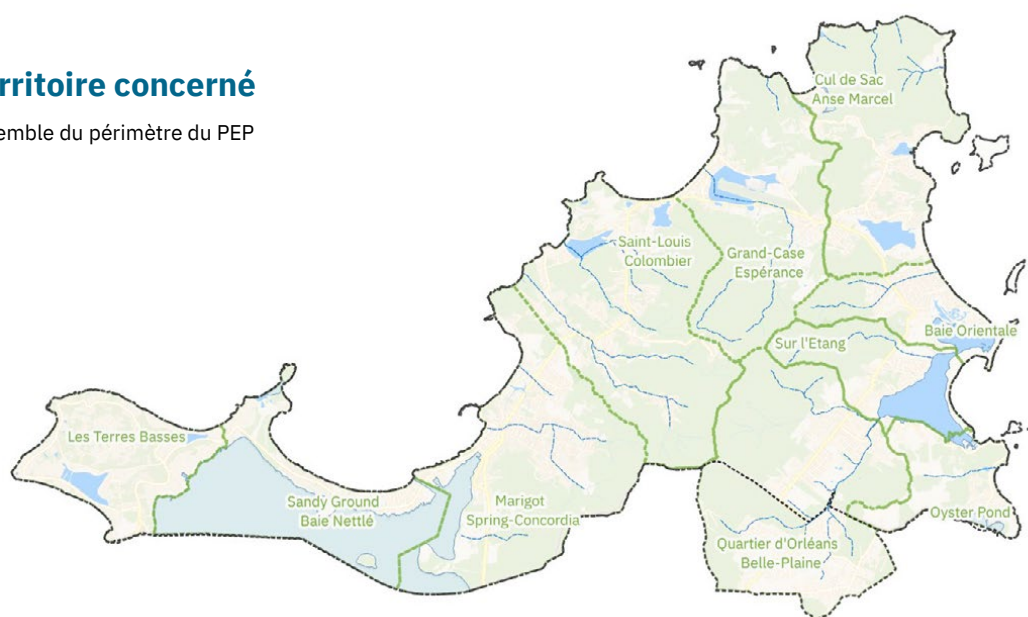 rritoire concerné
emble du périmètre du PEP
Cul de Sac
Anse Marcel
Saint-Louis
Colombier
Grand-Case
Espérance
Baie Orientale
Sur l'Etang
Les Terres Basses
Sandy Ground
Baie Nettlé
Marigot
Spring-Concordia
Oyster Pond
Quartier d'Orléans
Belle-Plaine